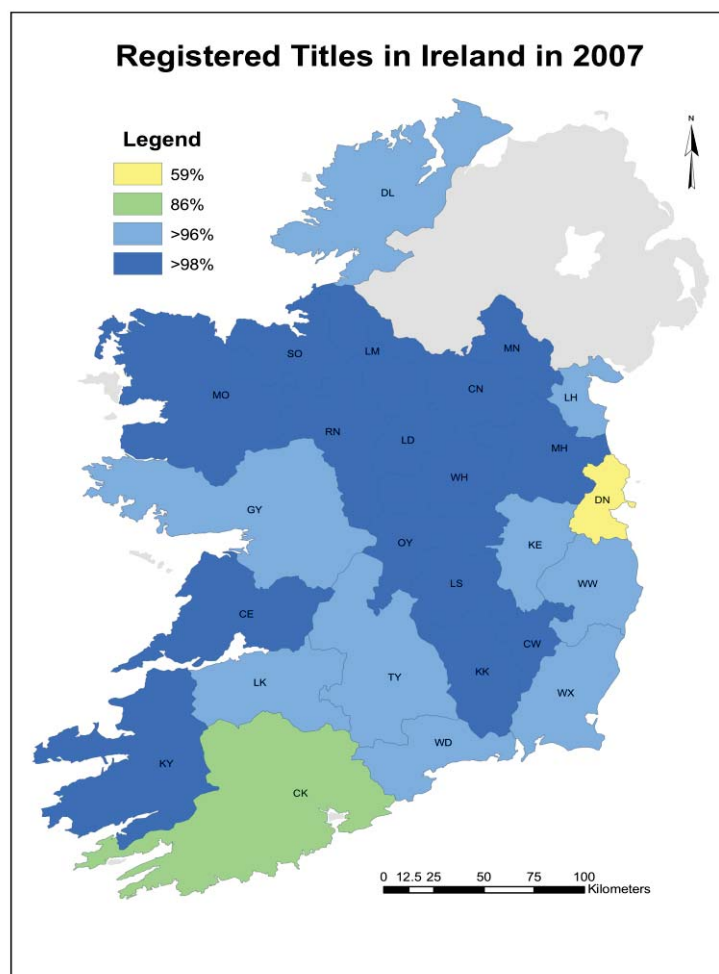 Registered Titles in Ireland in 2007
Legend
59%
86%
>96%
>98%
N
DL
SO
LM
MN
MO
CN
LH
RN
LD
MH
WH
DN
GY
OY
KE
LS
WW
CE
CW
LK
TY
KK
WX
WD
KY
CK
0 12.5 25 50 75 100
Kilometers